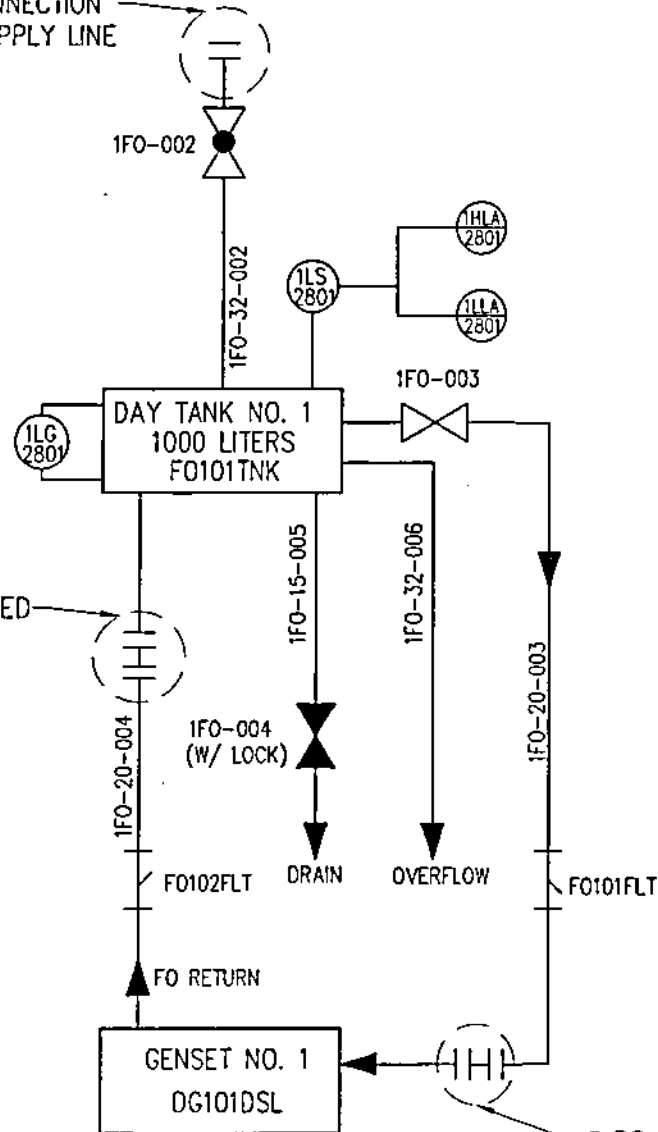 PPLY LINE
1FO-002
1FO-32-002
1HLA
2801
1LS
2801
1LLA
2801
1FO-003
DAY TANK NO. 1
1000 LITERS
FO101TNK
1LG
2801
1FO-15-005
1FO-32-006
1FO-20-003
ED
1FO-20-004
1FO-004
(W/ LOCK)
DRAIN
OVERFLOW
FO102FLT
FO101FLT
FO RETURN
GENSET NO. 1
DG101DSL